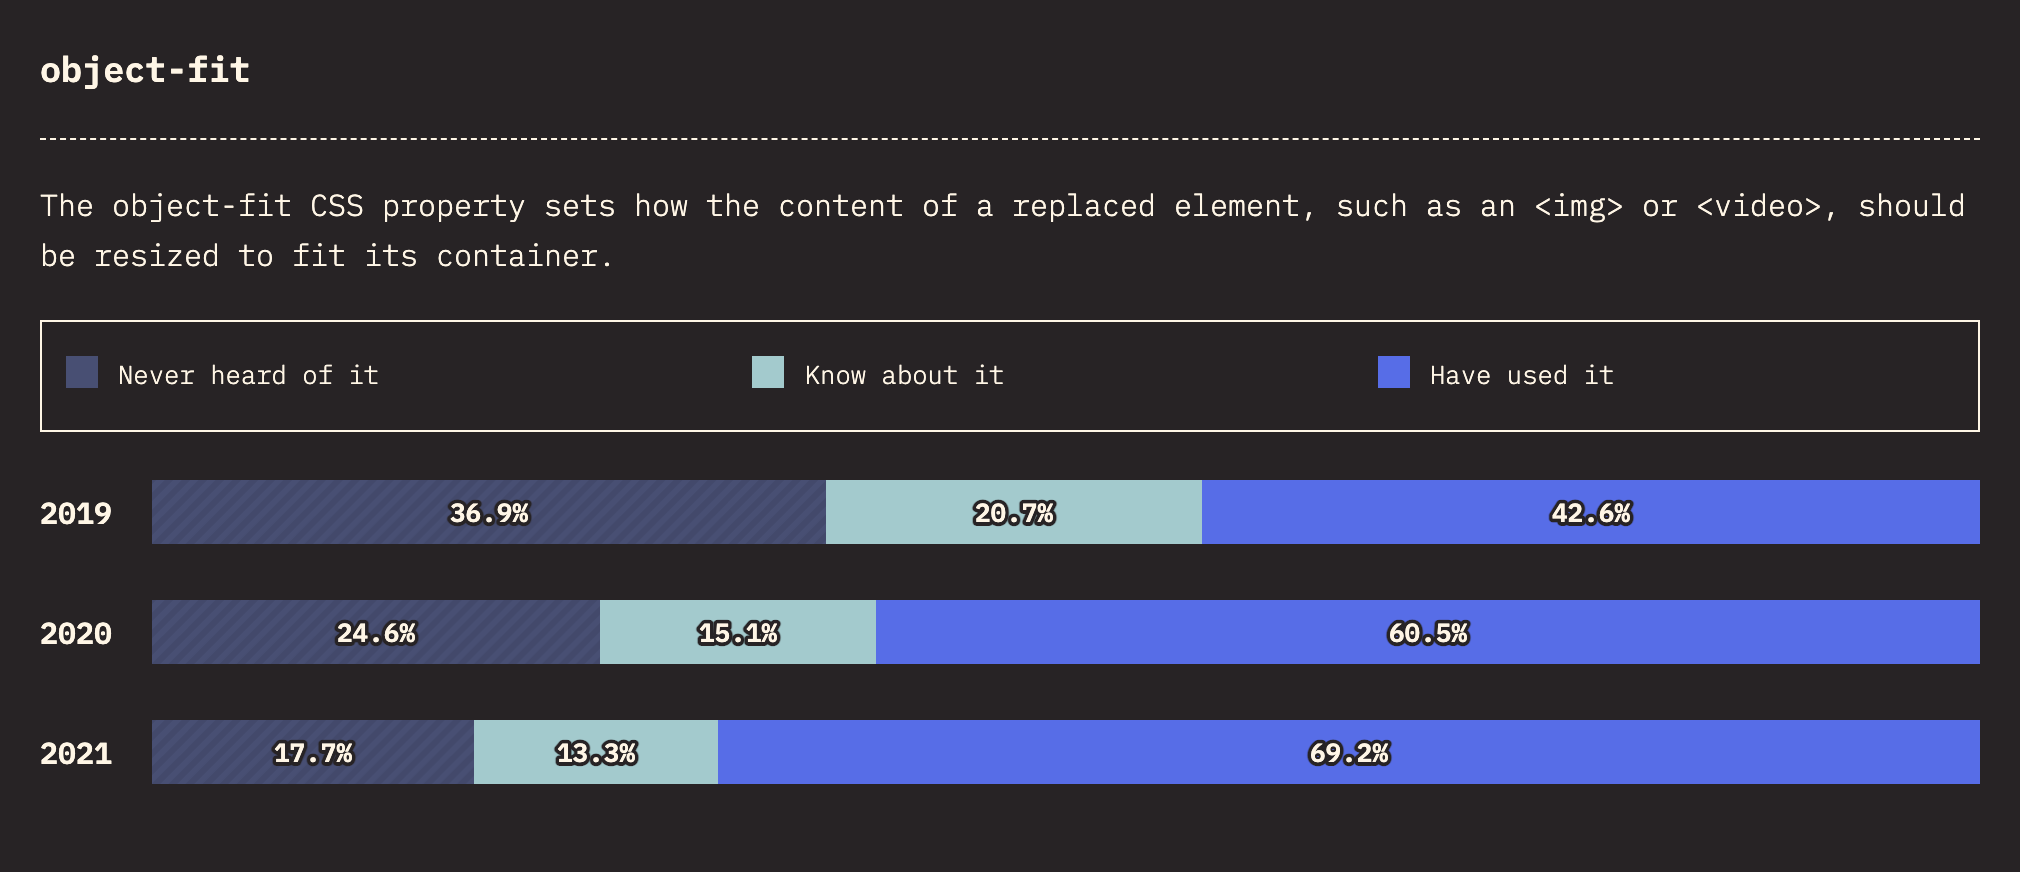 object-fit
The object-fit CSS property sets how the content of a replaced element, such as an <img> or <video>, should
be resized to fit its container.
Never heard of it Know about it Have used it
2019 36.9% 20.7% 42.6%
2020 24.6% 15.1% 60.5%
2021 17.7% 13.3% 69.2%